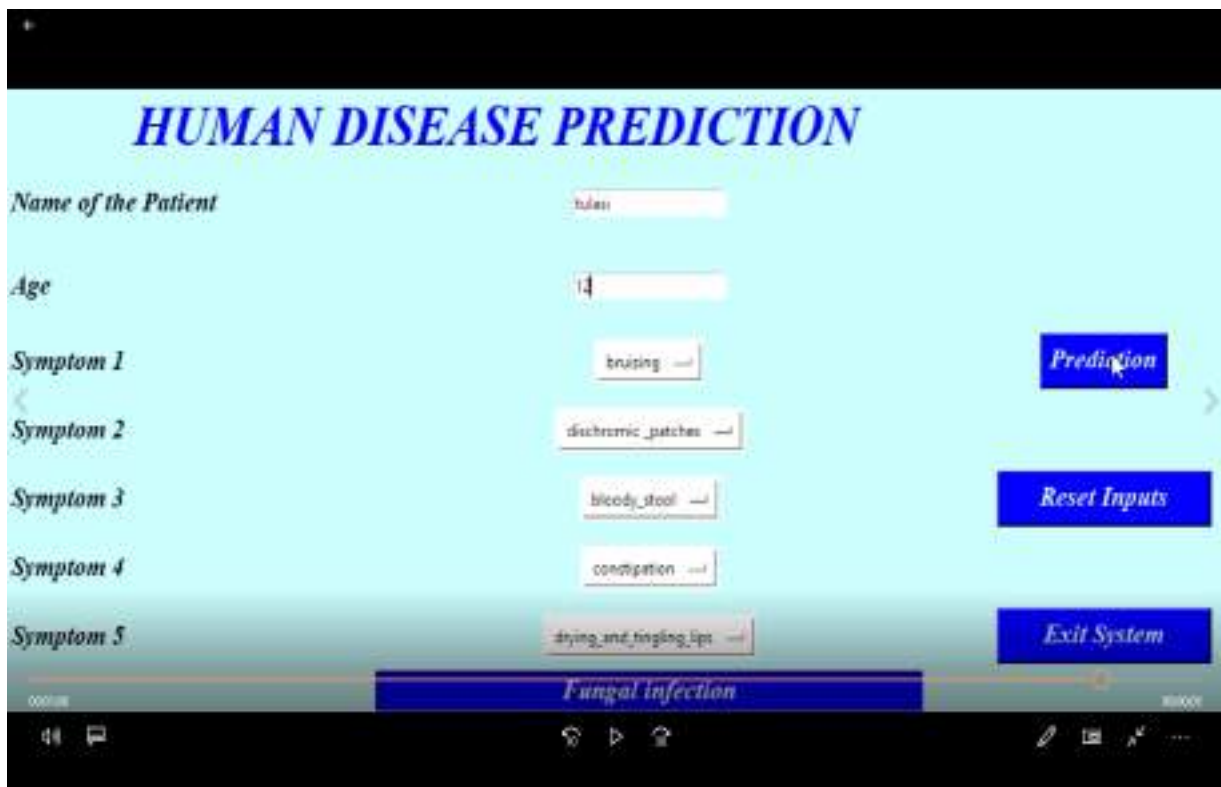 HUMAN DISEASE PREDICTION
Name of the Patient
tulasi
Age
12
Symptom 1
bruising
Prediction
Symptom 2
dischromic _patches
Symptom 3
bloody_stool
Reset Inputs
Symptom 4
constipation
Symptom 5
drying_and_tingling_lips
Exit System
Fungal infection